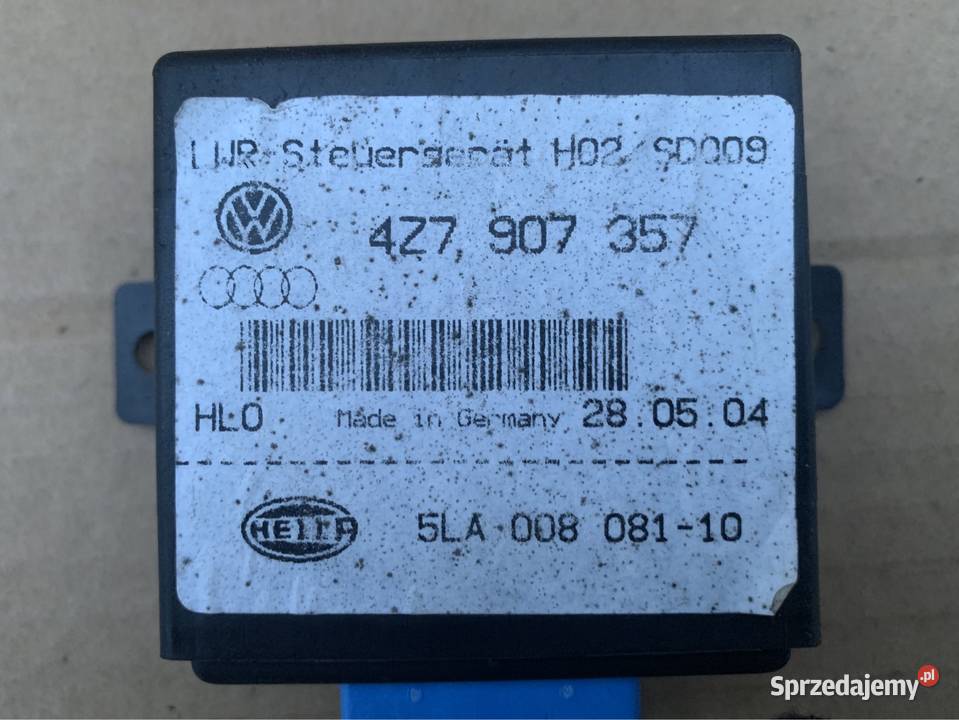 LWR-Steuergerät H02 SD009
VW
4Z7 907 357
HLO Made in Germany 28.05.04
HELLA 5LA 008 081-10
Sprzedajemy.pl